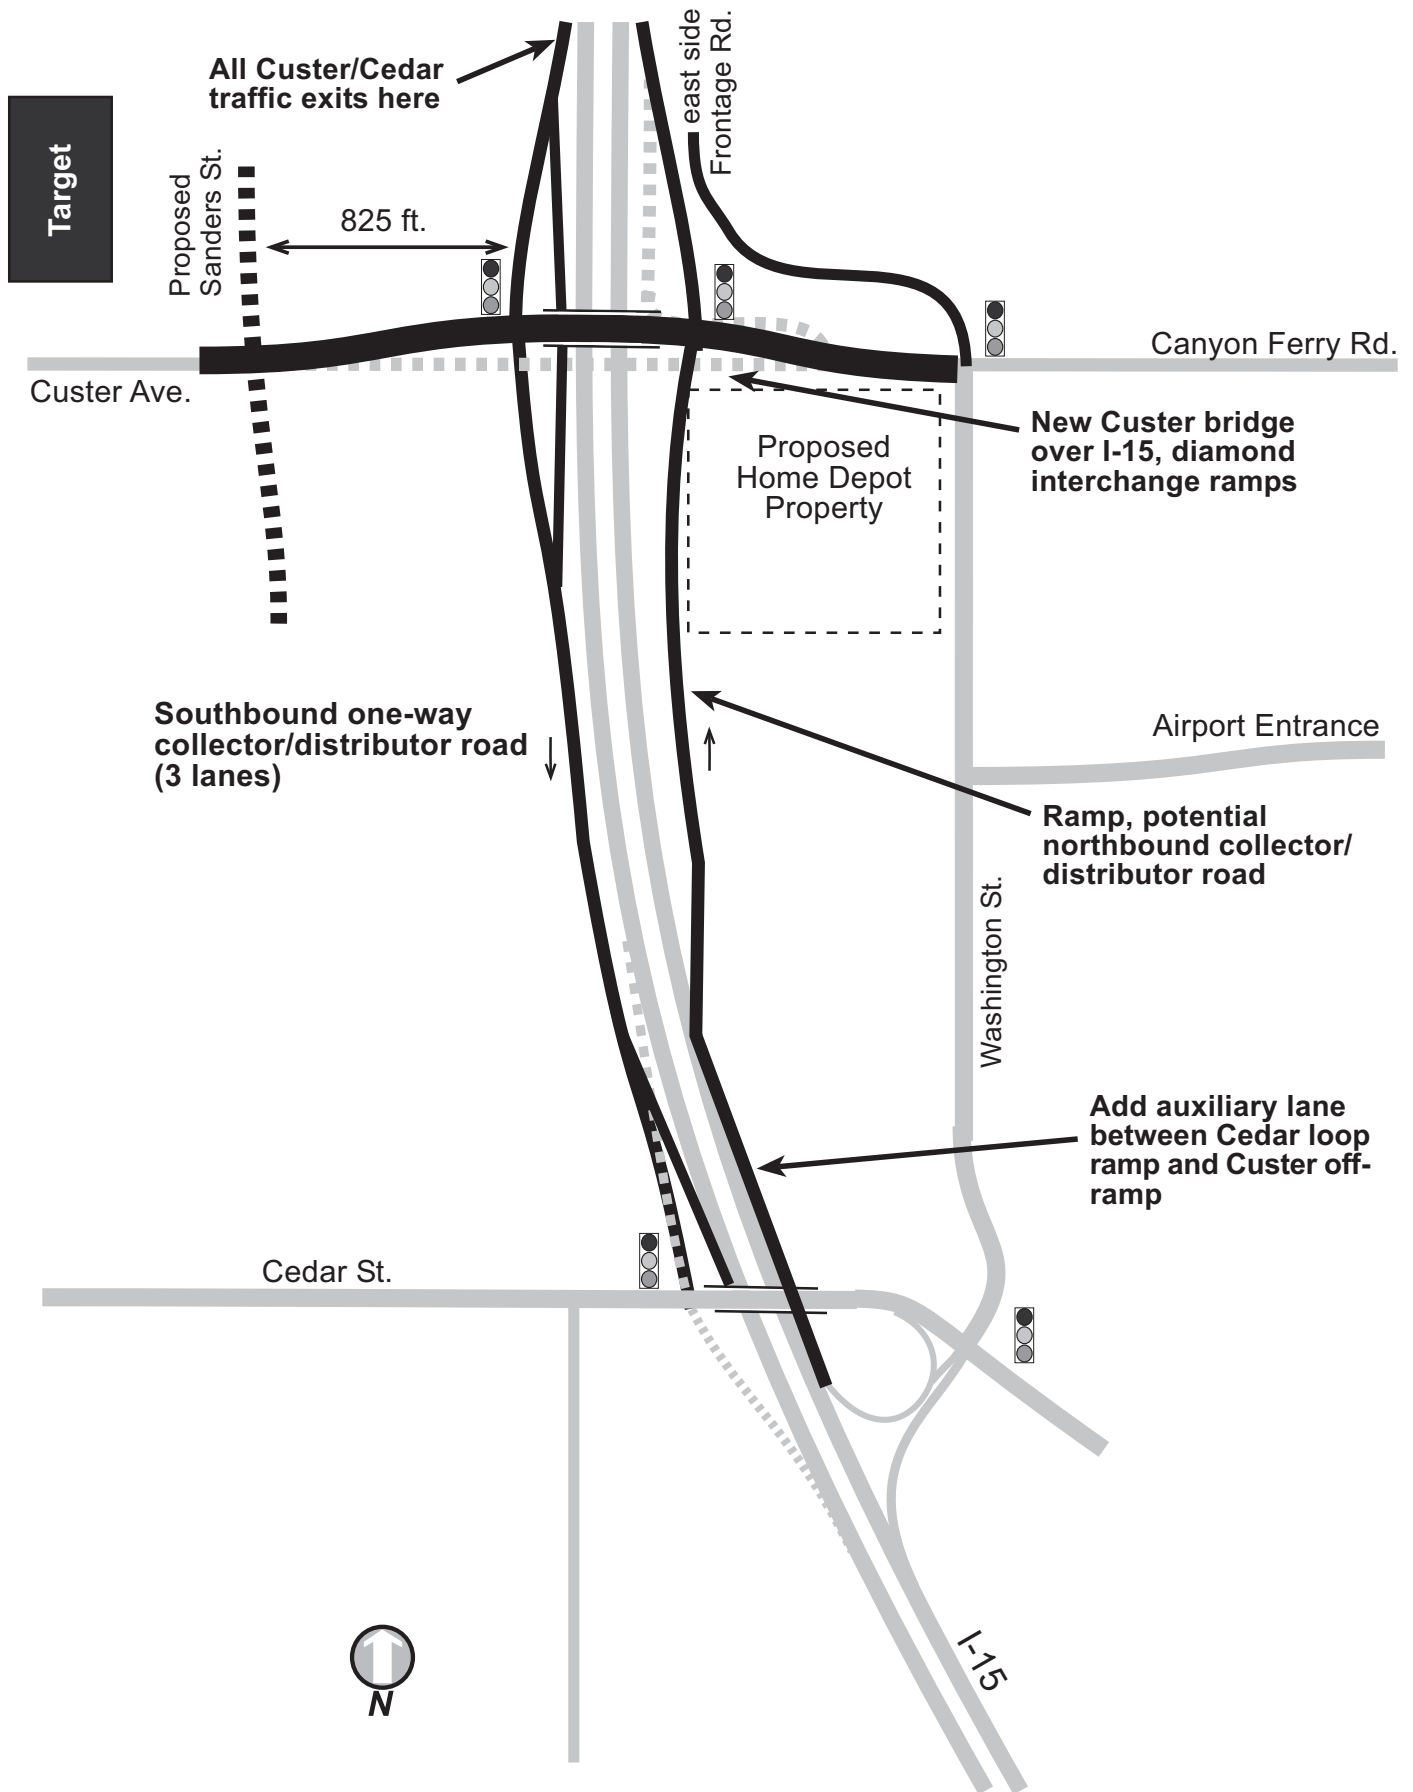 east side
Frontage Rd.
All Custer/Cedar
traffic exits here
Target
Proposed
Sanders St.
825 ft.
Canyon Ferry Rd.
Custer Ave.
New Custer bridge
over I-15, diamond
interchange ramps
Proposed
Home Depot
Property
Southbound one-way
collector/distributor road
(3 lanes)
Airport Entrance
Ramp, potential
northbound collector/
distributor road
Washington St.
Add auxiliary lane
between Cedar loop
ramp and Custer off-
ramp
Cedar St.
I-15
N